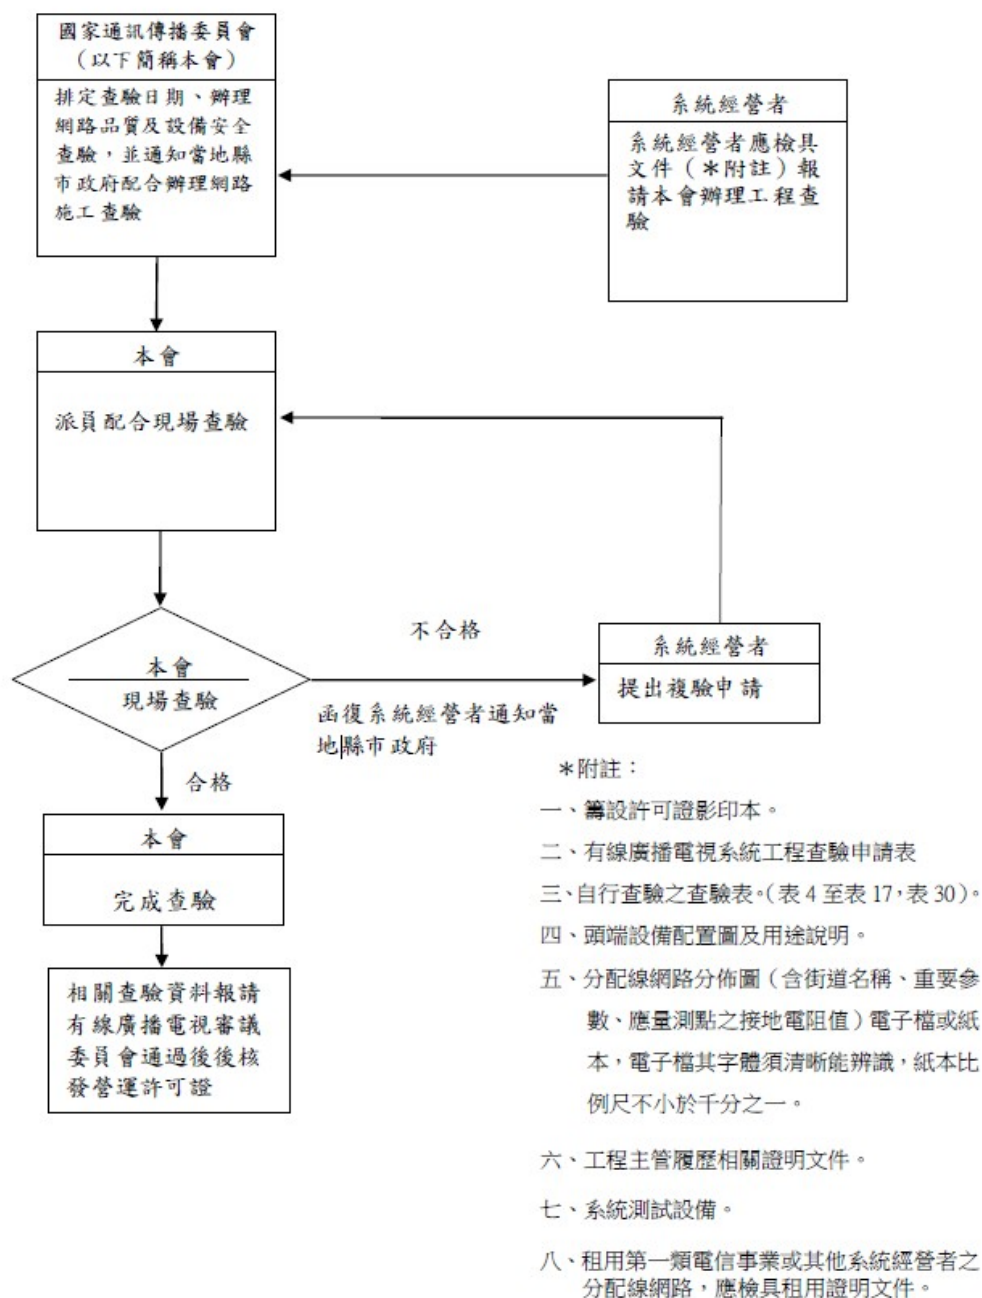 國家通訊傳播委員會
（以下簡稱本會）
排定查驗日期、辦理
網路品質及設備安全
查驗，並通知當地縣
市政府配合辦理網路
施工查驗
系統經營者
系統經營者應檢具
文件（＊附註）報
請本會辦理工程查
驗
本會
派員配合現場查驗
本會
現場查驗
不合格
函復系統經營者通知當
地縣市政府
系統經營者
提出複驗申請
合格
本會
完成查驗
相關查驗資料報請
有線廣播電視審議
委員會通過後後核
發營運許可證
＊附註：
一、籌設許可證影印本。
二、有線廣播電視系統工程查驗申請表
三、自行查驗之查驗表。（表 4 至表 17，表 30）。
四、頭端設備配置圖及用途說明。
五、分配線網路分佈圖（含街道名稱、重要參
數、應量測點之接地電阻值）電子檔或紙
本，電子檔其字體須清晰能辨識，紙本比
例尺不小於千分之一。
六、工程主管履歷相關證明文件。
七、系統測試設備。
八、租用第一類電信事業或其他系統經營者之
分配線網路，應檢具租用證明文件。